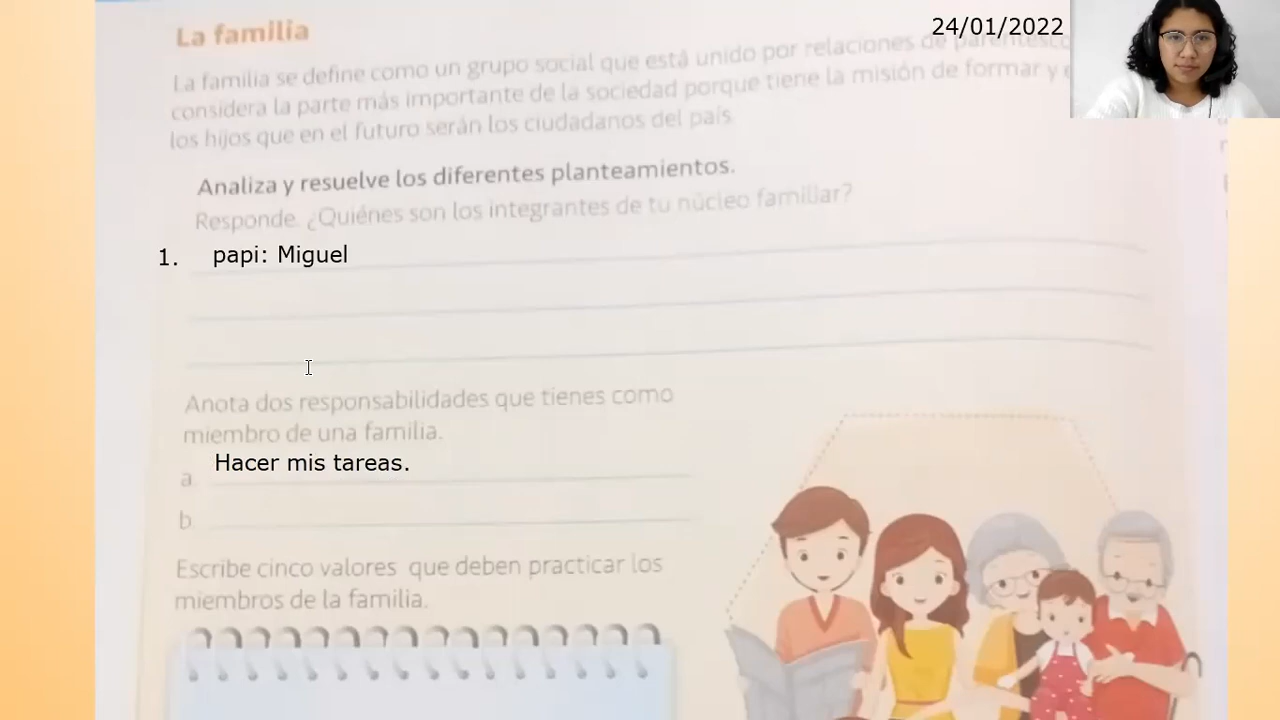 24/01/2022
La familia
La familia se define como un grupo social que está unido por relaciones de parentesco
considera la parte más importante de la sociedad porque tiene la misión de formar y
los hijos que en el futuro serán los ciudadanos del país.
Analiza y resuelve los diferentes planteamientos.
Responde. ¿Quiénes son los integrantes de tu núcleo familiar?
1. papi: Miguel
Anota dos responsabilidades que tienes como
miembro de una familia.
a. Hacer mis tareas.
b.
Escribe cinco valores que deben practicar los
miembros de la familia.